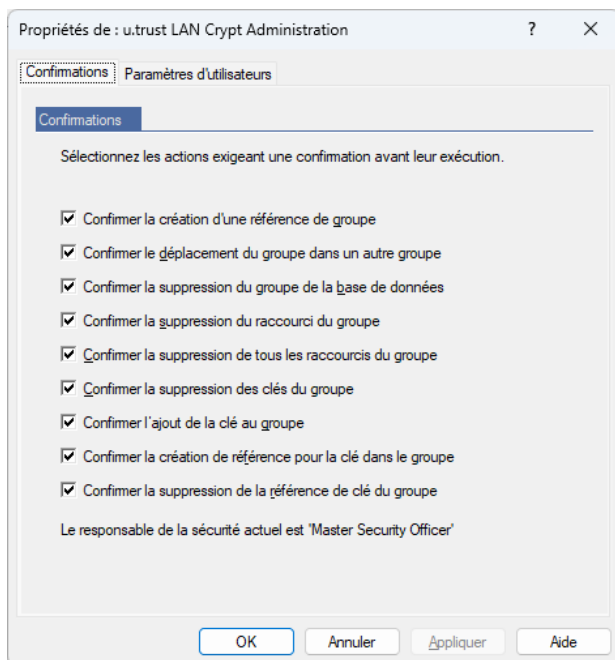 Propriétés de : u.trust LAN Crypt Administration
?
Confirmations
Paramètres d'utilisateurs
Confirmations
Sélectionnez les actions exigeant une confirmation avant leur exécution.
Confirmer la création d'une référence de groupe
Confirmer le déplacement du groupe dans un autre groupe
Confirmer la suppression du groupe de la base de données
Confirmer la suppression du raccourci du groupe
Confirmer la suppression de tous les raccourcis du groupe
Confirmer la suppression des clés du groupe
Confirmer l'ajout de la clé au groupe
Confirmer la création de référence pour la clé dans le groupe
Confirmer la suppression de la référence de clé du groupe
Le responsable de la sécurité actuel est 'Master Security Officer'
OK
Annuler
Appliquer
Aide